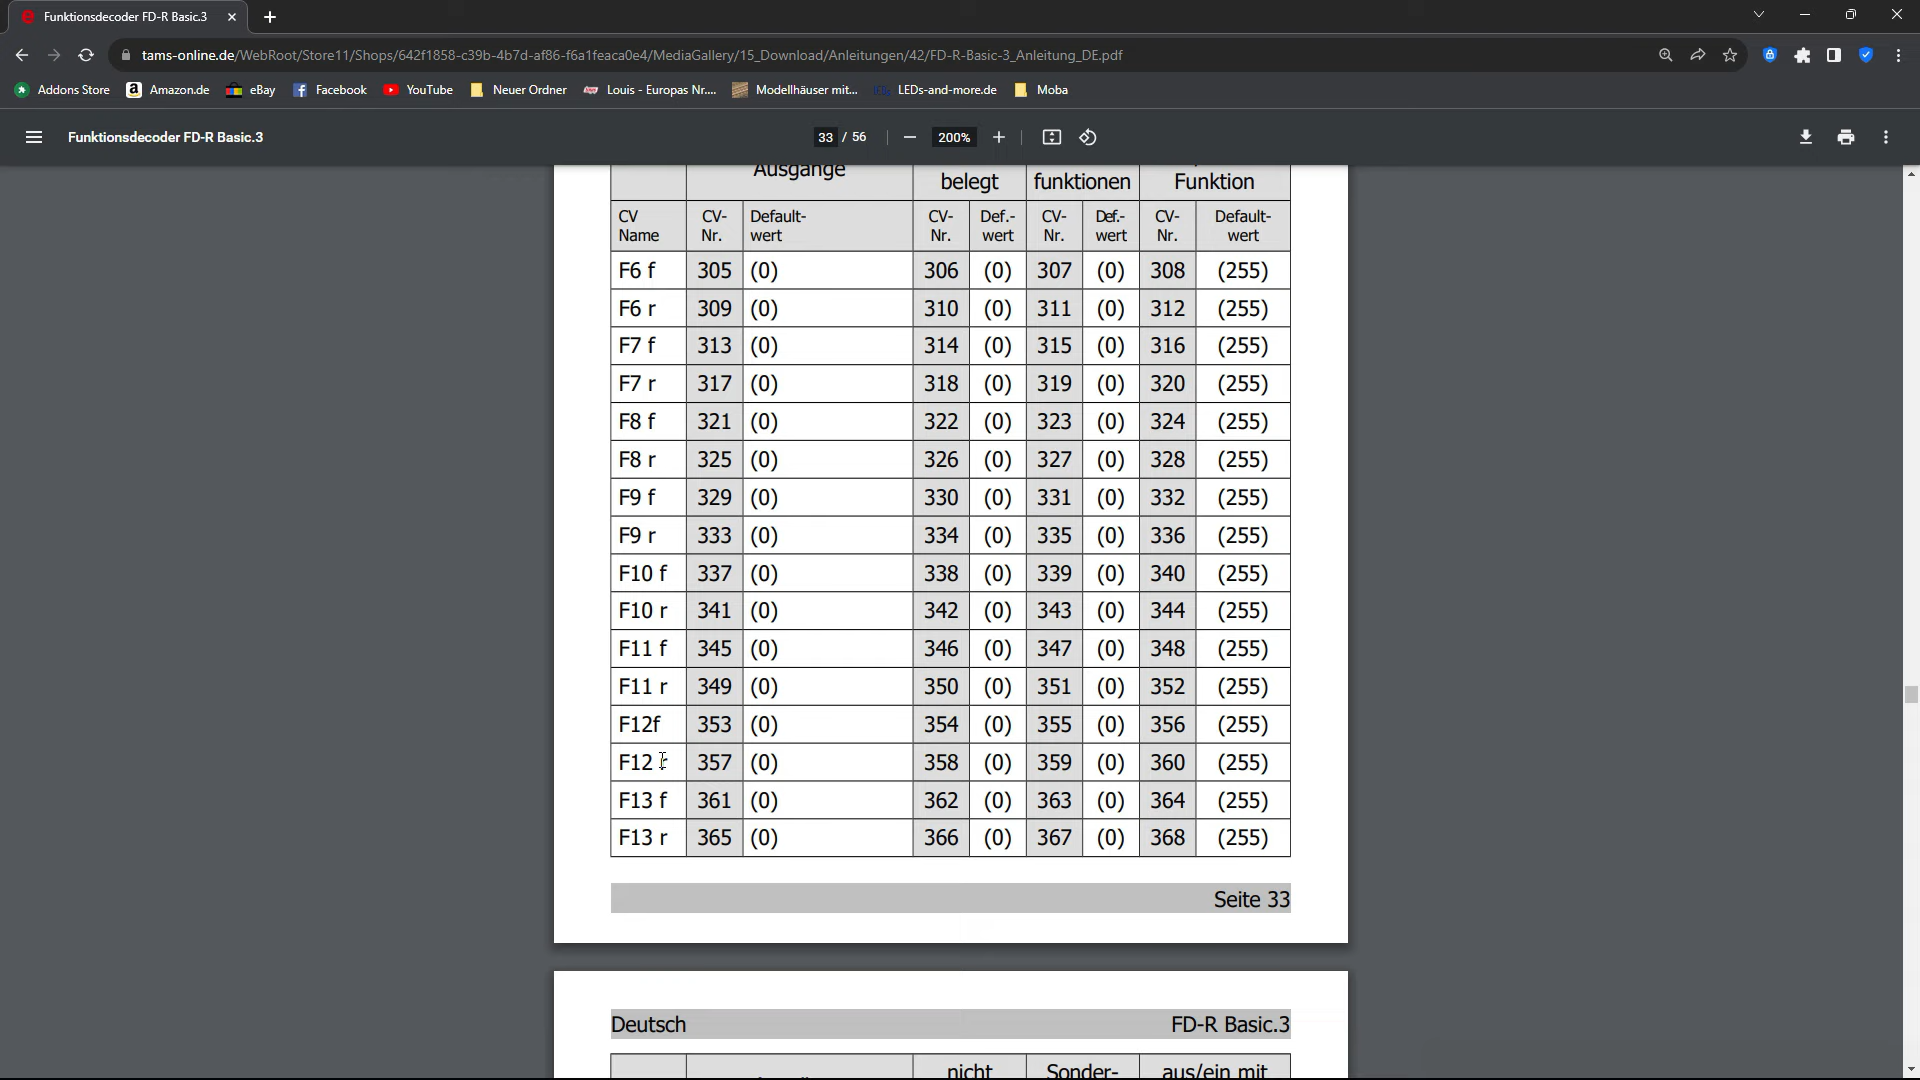 Funktionsdecoder FD-R Basic.3
tams-online.de/WebRoot/Store11/Shops/642f1858-c39b-4b7d-af86-f6a1feaca0e4/MediaGallery/15_Download/Anleitungen/42/FD-R-Basic-3_Anleitung_DE.pdf
Addons Store Amazon.de eBay Facebook YouTube Neuer Ordner Louis - Europas Nr.... Modellhäuser mit... LEDs-and-more.de Moba
Funktionsdecoder FD-R Basic.3 33 / 56 200%
Ausgänge belegt funktionen Funktion
CV Name CV-Nr. Default-wert CV-Nr. Def.-wert CV-Nr. Def.-wert CV-Nr. Default-wert
F6 f 305 (0) 306 (0) 307 (0) 308 (255)
F6 r 309 (0) 310 (0) 311 (0) 312 (255)
F7 f 313 (0) 314 (0) 315 (0) 316 (255)
F7 r 317 (0) 318 (0) 319 (0) 320 (255)
F8 f 321 (0) 322 (0) 323 (0) 324 (255)
F8 r 325 (0) 326 (0) 327 (0) 328 (255)
F9 f 329 (0) 330 (0) 331 (0) 332 (255)
F9 r 333 (0) 334 (0) 335 (0) 336 (255)
F10 f 337 (0) 338 (0) 339 (0) 340 (255)
F10 r 341 (0) 342 (0) 343 (0) 344 (255)
F11 f 345 (0) 346 (0) 347 (0) 348 (255)
F11 r 349 (0) 350 (0) 351 (0) 352 (255)
F12f 353 (0) 354 (0) 355 (0) 356 (255)
F12 r 357 (0) 358 (0) 359 (0) 360 (255)
F13 f 361 (0) 362 (0) 363 (0) 364 (255)
F13 r 365 (0) 366 (0) 367 (0) 368 (255)
Seite 33
Deutsch FD-R Basic.3
nicht Sonder- aus/ein mit